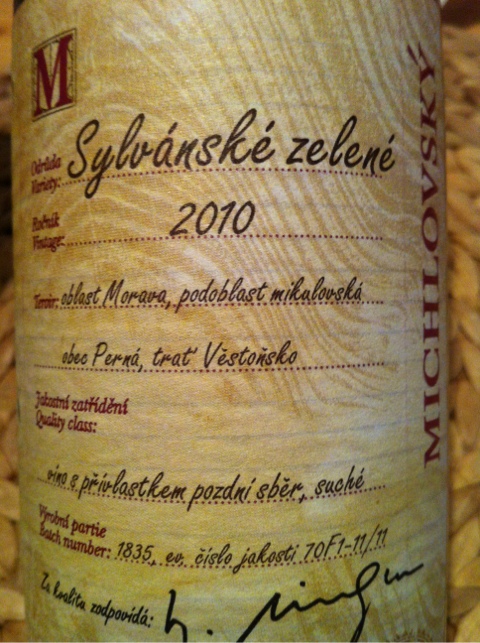 M
Odrůda
Variety: Sylvánské zelené
Ročník
Vintage: 2010
Terroir: oblast Morava, podoblast mikulovská
obec Perná, trať Věstoňsko
Jakostní zatřídění
Quality class:
víno s přívlastkem pozdní sběr, suché
Výrobní partie
Batch number: 1835, ev. číslo jakosti 70F1-11/11
Za kvalitu zodpovídá:
MICHLOVSKÝ